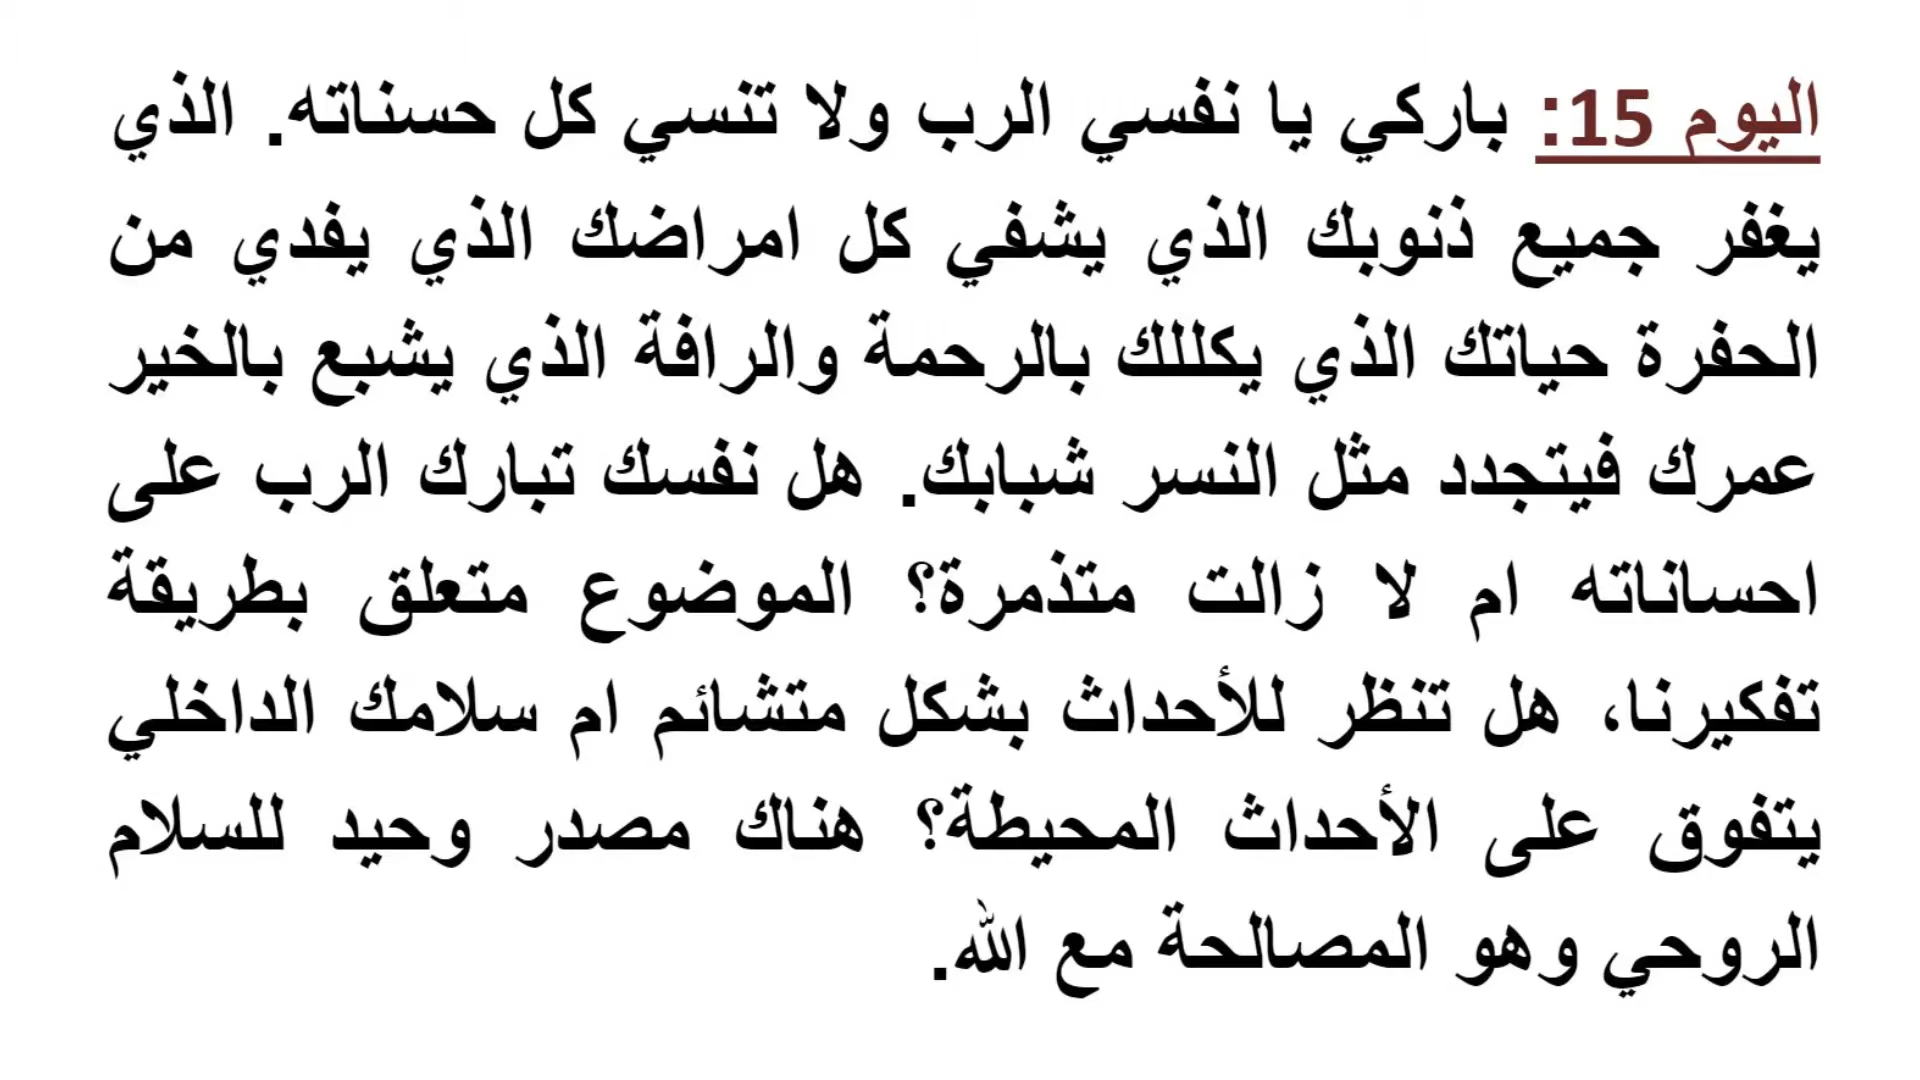 اليوم 15: باركي يا نفسي الرب ولا تنسي كل حسناته. الذي
يغفر جميع ذنوبك الذي يشفي كل امراضك الذي يفدي من
الحفرة حياتك الذي يكللك بالرحمة والرافة الذي يشبع بالخير
عمرك فيتجدد مثل النسر شبابك. هل نفسك تبارك الرب على
احساناته ام لا زالت متذمرة؟ الموضوع متعلق بطريقة
تفكيرنا، هل تنظر للأحداث بشكل متشائم ام سلامك الداخلي
يتفوق على الأحداث المحيطة؟ هناك مصدر وحيد للسلام
الروحي وهو المصالحة مع الله.